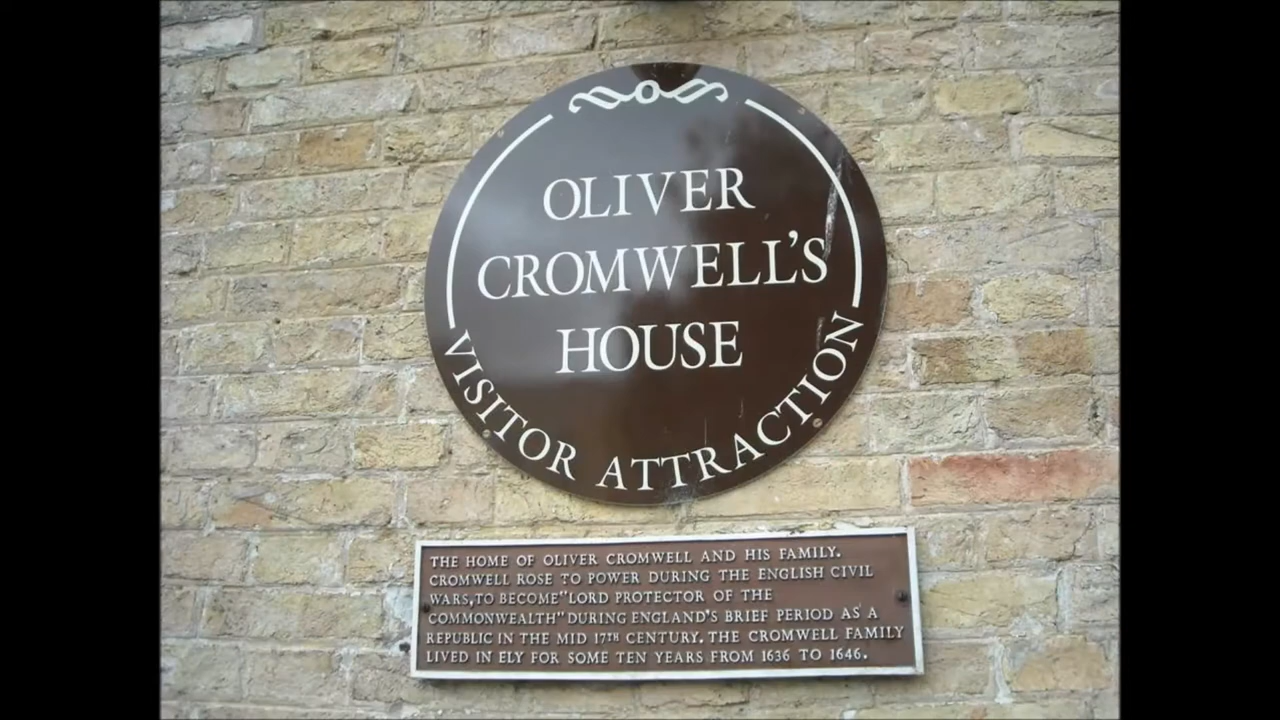 OLIVER
CROMWELL'S
HOUSE
VISITOR ATTRACTION
THE HOME OF OLIVER CROMWELL AND HIS FAMILY.
CROMWELL ROSE TO POWER DURING THE ENGLISH CIVIL
WARS, TO BECOME "LORD PROTECTOR OF THE
COMMONWEALTH" DURING ENGLAND'S BRIEF PERIOD AS A
REPUBLIC IN THE MID 17TH CENTURY. THE CROMWELL FAMILY
LIVED IN ELY FOR SOME TEN YEARS FROM 1636 TO 1646.